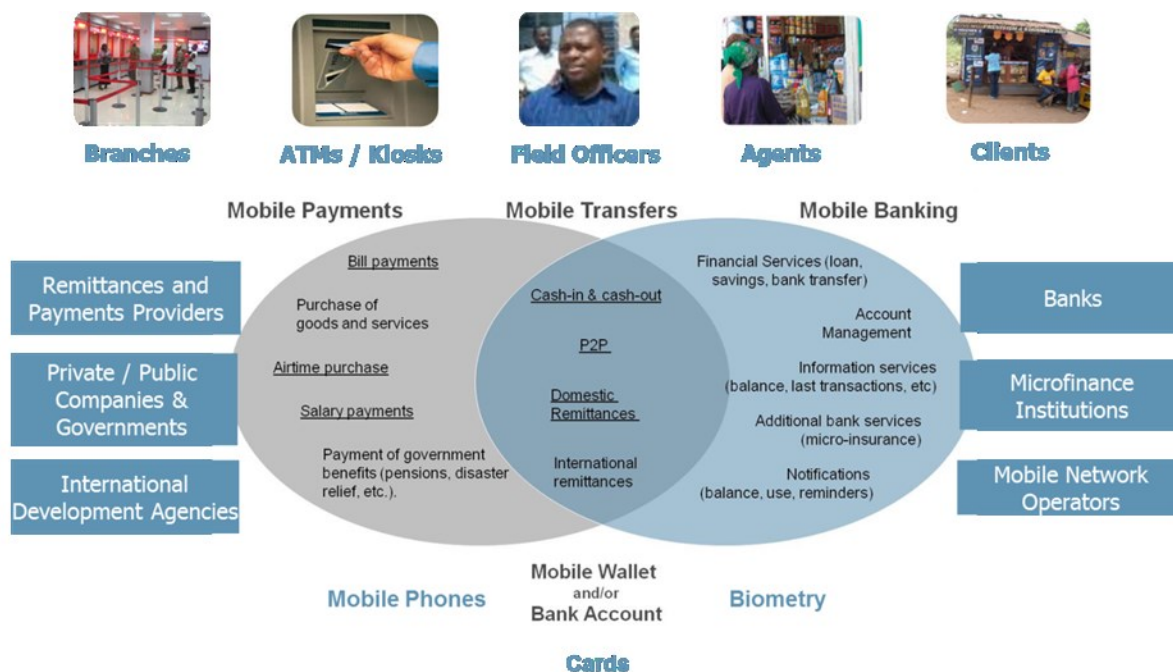 Branches
ATMs / Kiosks
Field Officers
Agents
Clients
Mobile Payments
Mobile Transfers
Mobile Banking
Remittances and
Payments Providers
Private / Public
Companies &
Governments
International
Development Agencies
Bill payments
Purchase of
goods and services
Airtime purchase
Salary payments
Payment of government
benefits (pensions, disaster
relief, etc.).
Cash-in & cash-out
P2P
Domestic
Remittances
International
remittances
Financial Services (loan,
savings, bank transfer)
Account
Management
Information services
(balance, last transactions, etc)
Additional bank services
(micro-insurance)
Notifications
(balance, use, reminders)
Banks
Microfinance
Institutions
Mobile Network
Operators
Mobile Phones
Mobile Wallet
and/or
Bank Account
Biometry
Cards